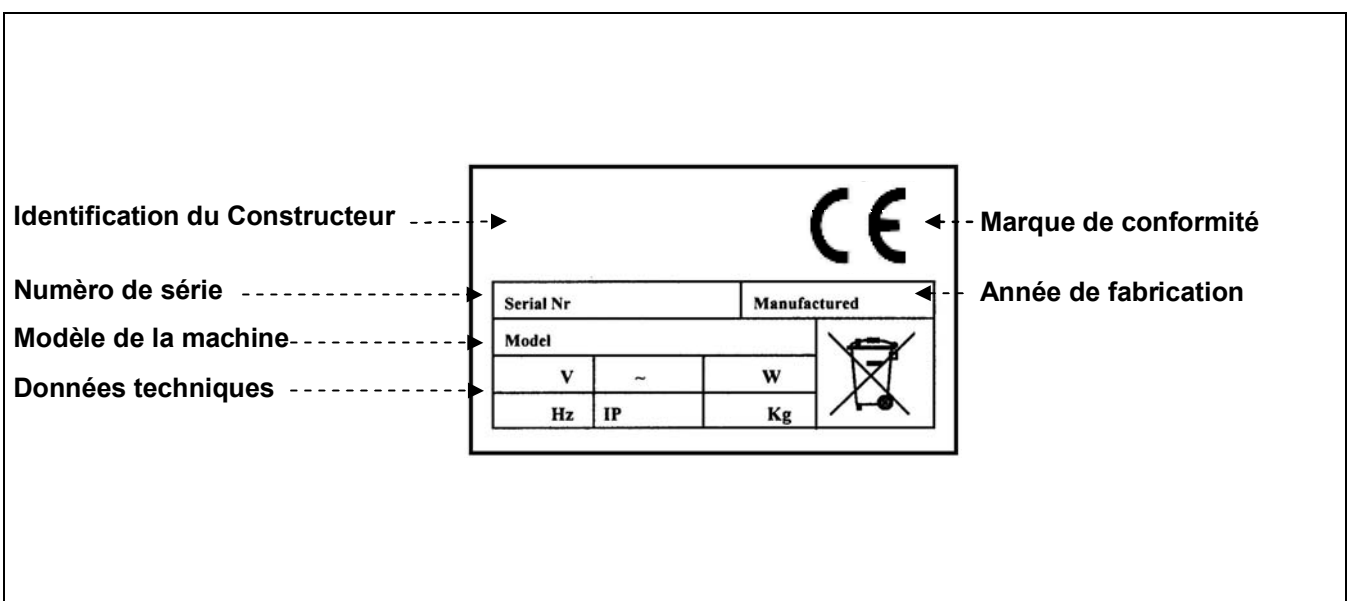 CE
Identification du Constructeur
Marque de conformité
Numèro de série
Serial Nr
Manufactured
Année de fabrication
Modèle de la machine
Model
Données techniques
V ~ W
Hz IP Kg